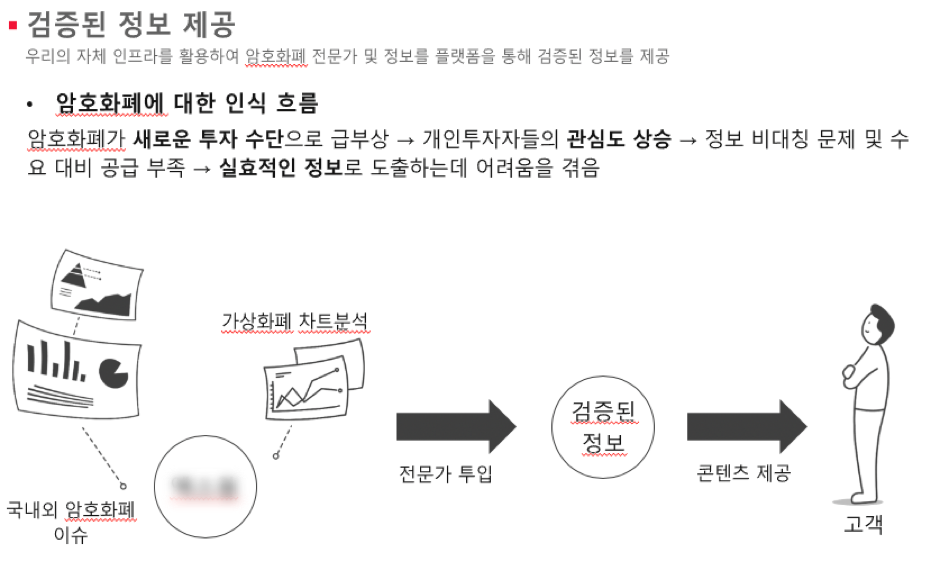 검증된 정보 제공
우리의 자체 인프라를 활용하여 암호화폐 전문가 및 정보를 플랫폼을 통해 검증된 정보를 제공
• 암호화폐에 대한 인식 흐름
암호화폐가 새로운 투자 수단으로 급부상 → 개인투자자들의 관심도 상승 → 정보 비대칭 문제 및 수
요 대비 공급 부족 → 실효적인 정보로 도출하는데 어려움을 겪음
가상화폐 차트분석
국내외 암호화폐
이슈
전문가 투입
검증된
정보
콘텐츠 제공
고객